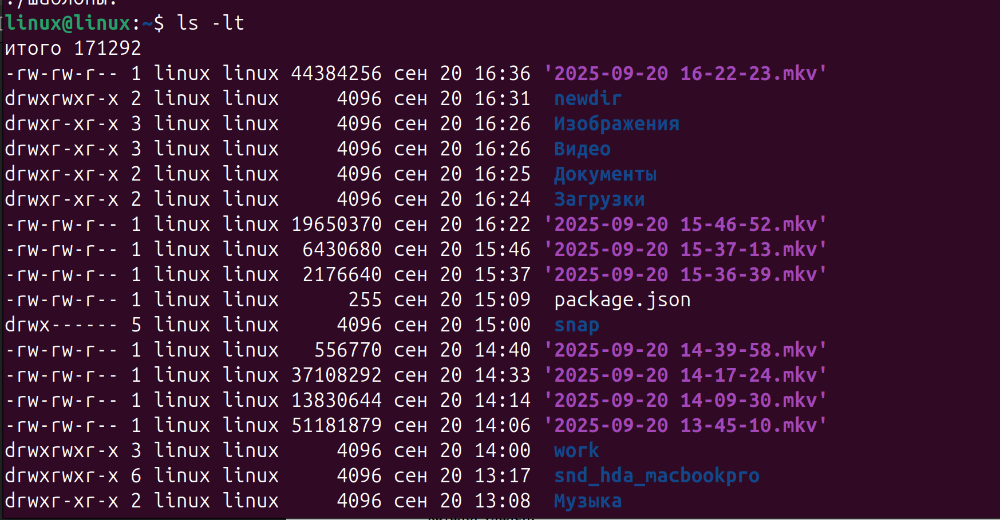 ./Шаблоны:
linux@linux:~$ ls -lt
итого 171292
-rw-rw-r-- 1 linux linux 44384256 сен 20 16:36 '2025-09-20 16-22-23.mkv'
drwxrwxr-x 2 linux linux     4096 сен 20 16:31  newdir
drwxr-xr-x 3 linux linux     4096 сен 20 16:26  Изображения
drwxr-xr-x 3 linux linux     4096 сен 20 16:26  Видео
drwxr-xr-x 2 linux linux     4096 сен 20 16:25  Документы
drwxr-xr-x 2 linux linux     4096 сен 20 16:24  Загрузки
-rw-rw-r-- 1 linux linux 19650370 сен 20 16:22 '2025-09-20 15-46-52.mkv'
-rw-rw-r-- 1 linux linux  6430680 сен 20 15:46 '2025-09-20 15-37-13.mkv'
-rw-rw-r-- 1 linux linux  2176640 сен 20 15:37 '2025-09-20 15-36-39.mkv'
-rw-rw-r-- 1 linux linux      255 сен 20 15:09  package.json
drwx------ 5 linux linux     4096 сен 20 15:00  snap
-rw-rw-r-- 1 linux linux   556770 сен 20 14:40 '2025-09-20 14-39-58.mkv'
-rw-rw-r-- 1 linux linux 37108292 сен 20 14:33 '2025-09-20 14-17-24.mkv'
-rw-rw-r-- 1 linux linux 13830644 сен 20 14:14 '2025-09-20 14-09-30.mkv'
-rw-rw-r-- 1 linux linux 51181879 сен 20 14:06 '2025-09-20 13-45-10.mkv'
drwxrwxr-x 3 linux linux     4096 сен 20 14:00  work
drwxrwxr-x 6 linux linux     4096 сен 20 13:17  snd_hda_macbookpro
drwxr-xr-x 2 linux linux     4096 сен 20 13:08  Музыка